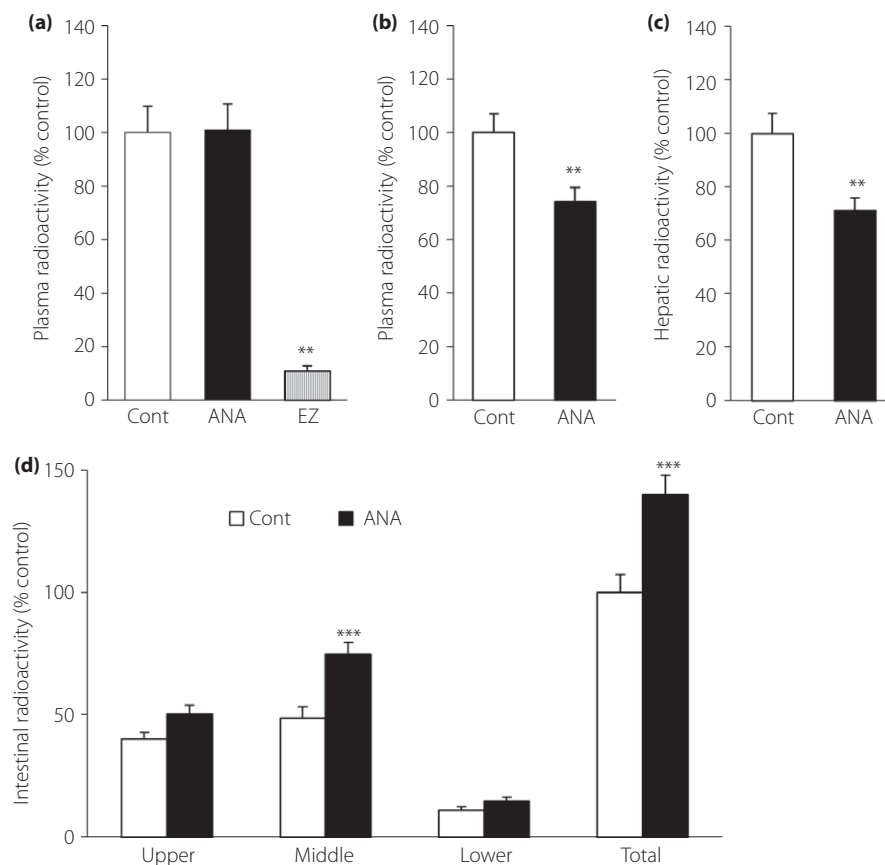 (a)
Plasma radioactivity (% control)
140
120
100
80
60
40
20
0
**
Cont ANA EZ
(b)
Plasma radioactivity (% control)
140
120
100
80
60
40
20
0
**
Cont ANA
(c)
Hepatic radioactivity (% control)
140
120
100
80
60
40
20
0
**
Cont ANA
(d)
Intestinal radioactivity (% control)
150
100
50
0
Cont ANA
***
***
Upper Middle Lower Total